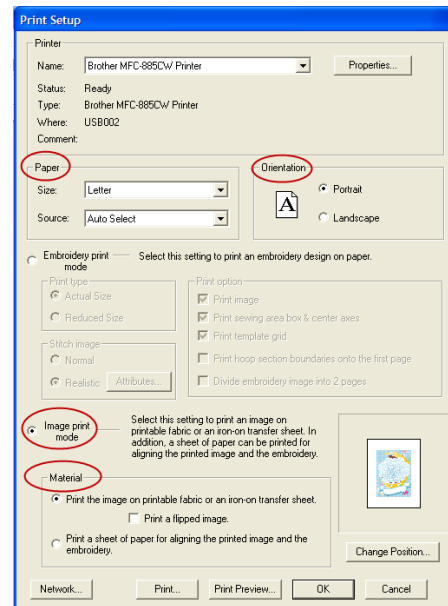 Print Setup
Printer
Name: Brother MFC-885CW Printer Properties...
Status: Ready
Type: Brother MFC-885CW Printer
Where: USB002
Comment:
Paper
Size: Letter
Source: Auto Select
Orientation
A
Portrait
Landscape
Embroidery print mode Select this setting to print an embroidery design on paper.
Print type
Actual Size
Reduced Size
Stitch image
Normal
Realistic Attributes...
Print option
Print image
Print sewing area box & center axes
Print template grid
Print hoop section boundaries onto the first page
Divide embroidery image into 2 pages
Image print
mode
Select this setting to print an image on
printable fabric or an iron-on transfer sheet. In
addition, a sheet of paper can be printed for
aligning the printed image and the embroidery.
Material
Print the image on printable fabric or an iron-on transfer sheet.
Print a flipped image.
Print a sheet of paper for aligning the printed image and the
embroidery.
Change Position...
Network... Print... Print Preview... OK Cancel